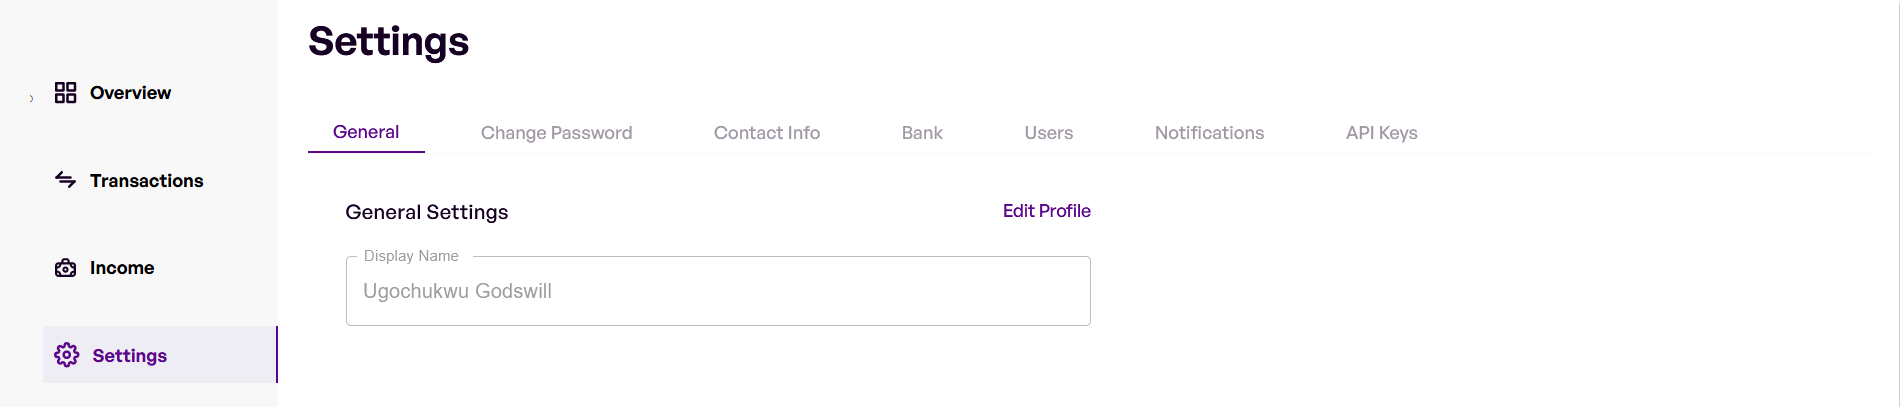 Settings
Overview
Transactions
Income
Settings
General Change Password Contact Info Bank Users Notifications API Keys
General Settings Edit Profile
Display Name
Ugochukwu Godswill